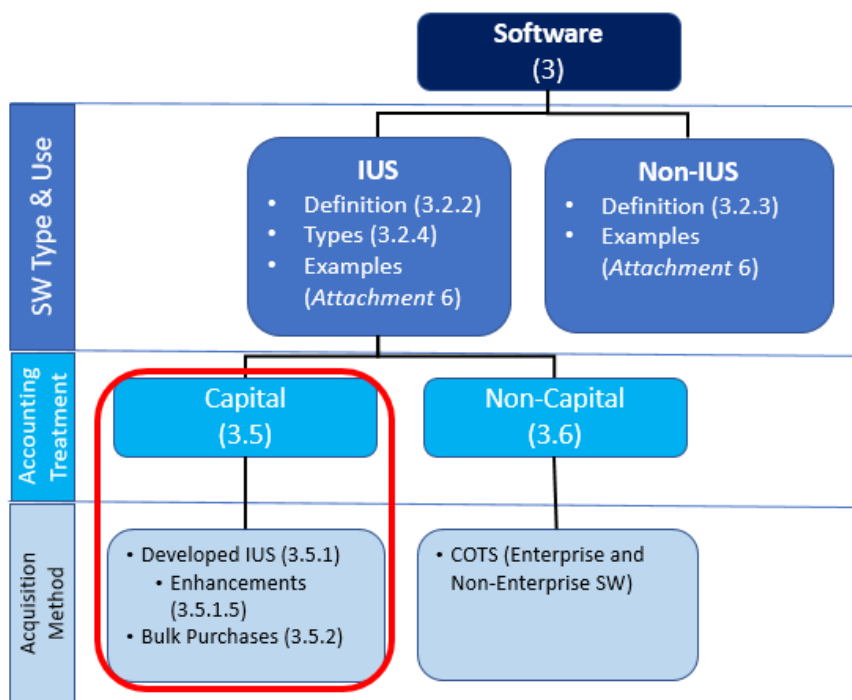 Software
(3)
SW Type & Use
IUS
• Definition (3.2.2)
• Types (3.2.4)
• Examples
(Attachment 6)
Non-IUS
• Definition (3.2.3)
• Examples
(Attachment 6)
Accounting
Treatment
Capital
(3.5)
Non-Capital
(3.6)
Acquisition
Method
• Developed IUS (3.5.1)
• Enhancements
(3.5.1.5)
• Bulk Purchases (3.5.2)
• COTS (Enterprise and
Non-Enterprise SW)